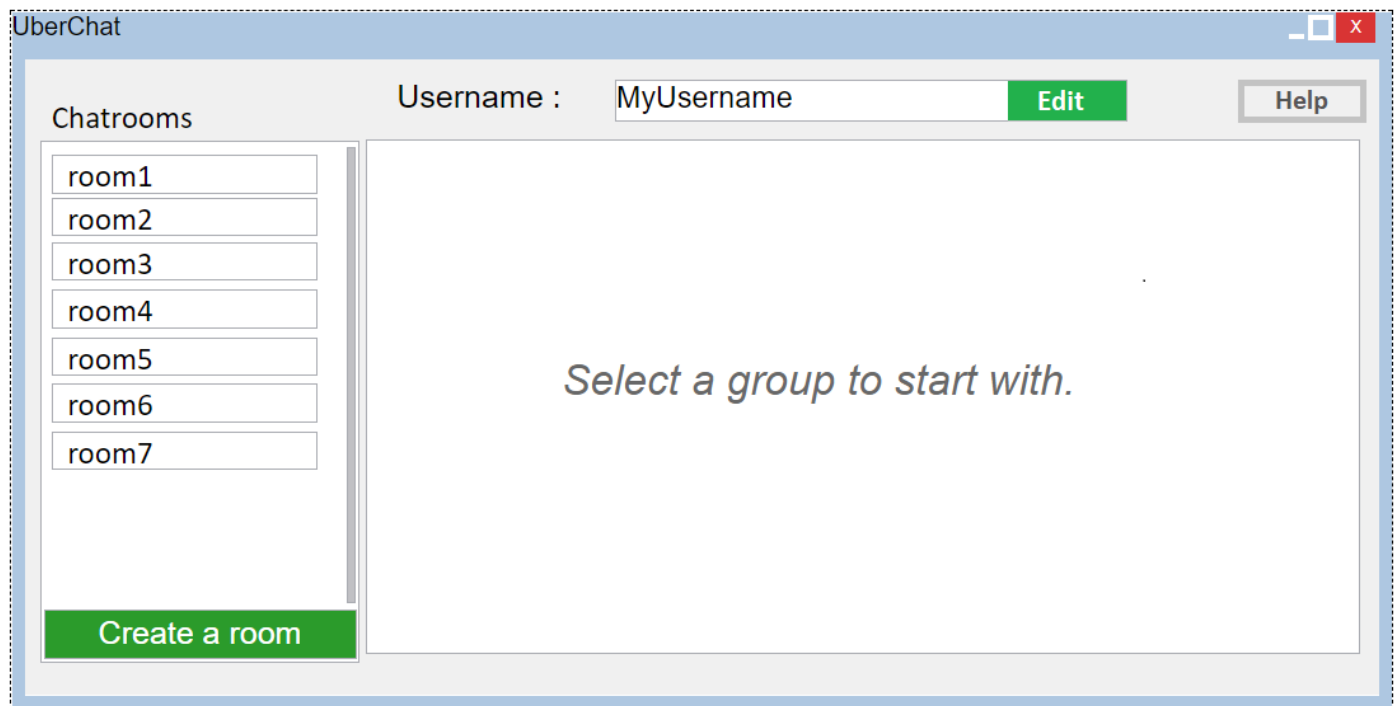 UberChat
X
Username : MyUsername Edit Help
Chatrooms
room1
room2
room3
room4
room5
room6
room7
Select a group to start with.
Create a room